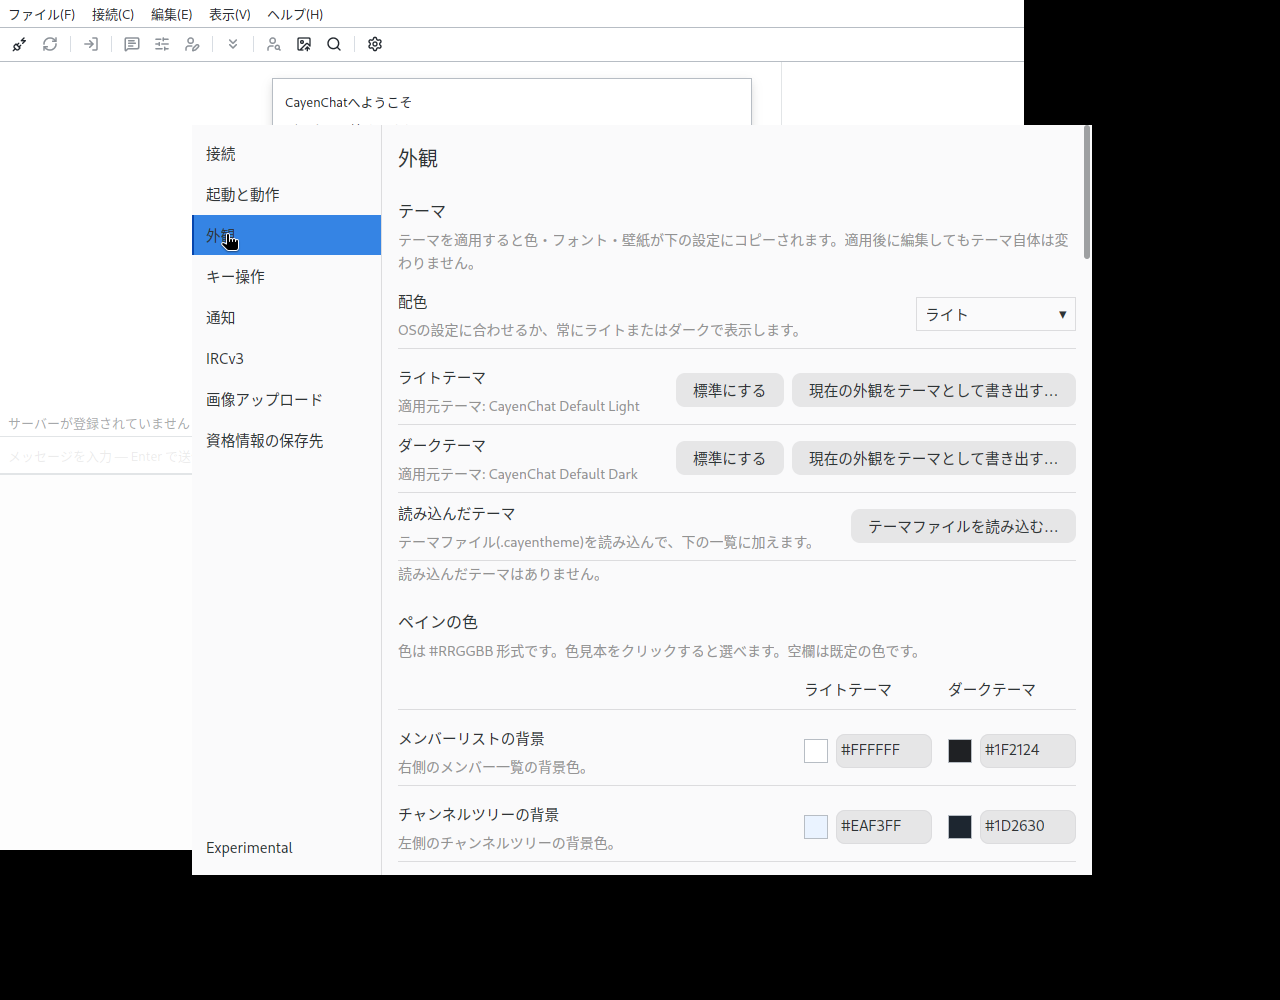 ファイル(F) 接続(C) 編集(E) 表示(V) ヘルプ(H)
CayenChatへようこそ
サーバーが登録されていません
メッセージを入力 — Enter で送
接続
起動と動作
外観
キー操作
通知
IRCv3
画像アップロード
資格情報の保存先
Experimental
外観
テーマ
テーマを適用すると色・フォント・壁紙が下の設定にコピーされます。適用後に編集してもテーマ自体は変
わりません。
配色
OSの設定に合わせるか、常にライトまたはダークで表示します。
ライト
ライトテーマ
適用元テーマ: CayenChat Default Light
標準にする 現在の外観をテーマとして書き出す...
ダークテーマ
適用元テーマ: CayenChat Default Dark
標準にする 現在の外観をテーマとして書き出す...
読み込んだテーマ
テーマファイル(.cayentheme)を読み込んで、下の一覧に加えます。
テーマファイルを読み込む...
読み込んだテーマはありません。
ペインの色
色は #RRGGBB 形式です。色見本をクリックすると選べます。空欄は既定の色です。
ライトテーマ ダークテーマ
メンバーリストの背景
右側のメンバー一覧の背景色。
#FFFFFF #1F2124
チャンネルツリーの背景
左側のチャンネルツリーの背景色。
#EAF3FF #1D2630